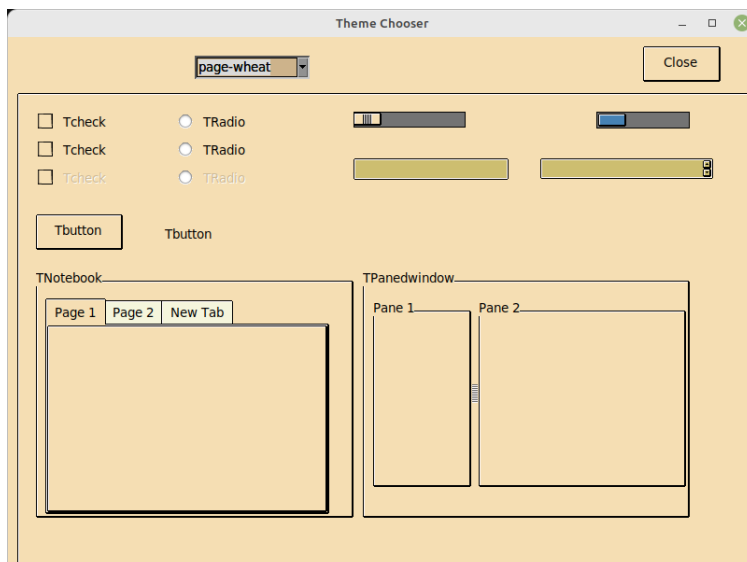 Theme Chooser
page-wheat
Close
Tcheck
TRadio
Tcheck
TRadio
Tcheck
TRadio
Tbutton
Tbutton
TNotebook
TPanedwindow
Page 1
Page 2
New Tab
Pane 1
Pane 2